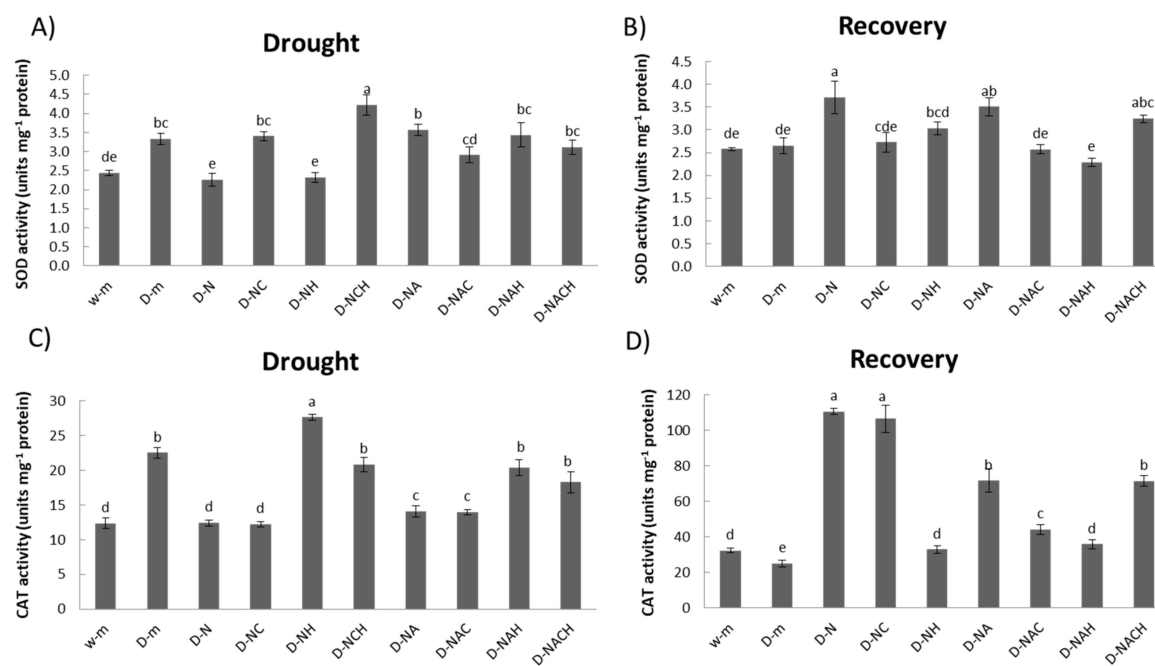 A)
Drought
SOD activity (units mg⁻¹ protein)
5.0
4.5
4.0
3.5
3.0
2.5
2.0
1.5
1.0
0.5
0.0
de
bc
e
bc
e
a
b
cd
bc
bc
w-m
D-m
D-N
D-NC
D-NH
D-NCH
D-NA
D-NAC
D-NAH
D-NACH
B)
Recovery
SOD activity (units mg⁻¹ protein)
4.5
4.0
3.5
3.0
2.5
2.0
1.5
1.0
0.5
0.0
de
de
a
cde
bcd
ab
de
e
abc
w-m
D-m
D-N
D-NC
D-NH
D-NA
D-NAC
D-NAH
D-NACH
C)
Drought
CAT activity (units mg⁻¹ protein)
30
25
20
15
10
5
0
d
b
d
d
a
b
c
c
b
b
w-m
D-m
D-N
D-NC
D-NH
D-NCH
D-NA
D-NAC
D-NAH
D-NACH
D)
Recovery
CAT activity (units mg⁻¹ protein)
120
100
80
60
40
20
0
d
e
a
a
d
b
c
d
b
w-m
D-m
D-N
D-NC
D-NH
D-NA
D-NAC
D-NAH
D-NACH